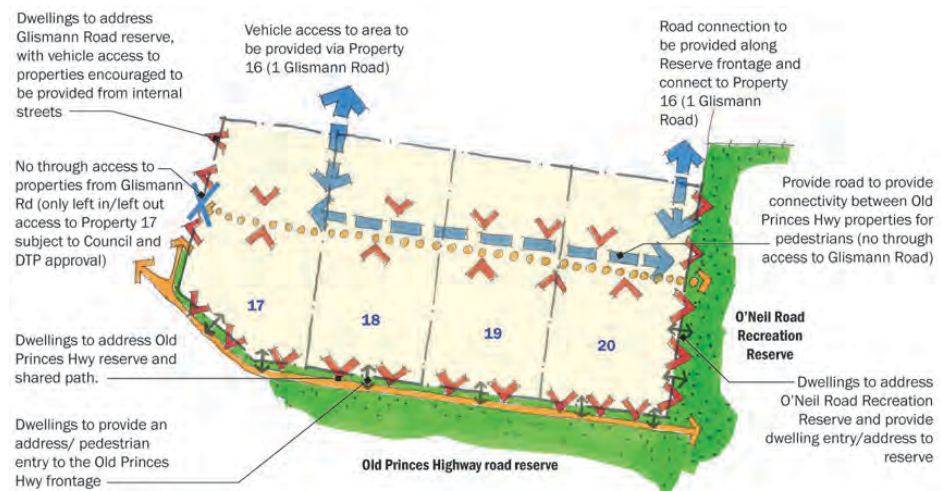 Dwellings to address
Glismann Road reserve,
with vehicle access to
properties encouraged to
be provided from internal
streets
Vehicle access to area to
be provided via Property
16 (1 Glismann Road)
Road connection to
be provided along
Reserve frontage and
connect to Property
16 (1 Glismann
Road)
No through access to
properties from Glismann
Rd (only left in/left out
access to Property 17
subject to Council and
DTP approval)
Provide road to provide
connectivity between Old
Princes Hwy properties for
pedestrians (no through
access to Glismann Road)
17
18
19
20
O'Neil Road
Recreation
Reserve
Dwellings to address Old
Princes Hwy reserve and
shared path.
Dwellings to address
O'Neil Road Recreation
Reserve and provide
dwelling entry/address to
reserve
Dwellings to provide an
address/ pedestrian
entry to the Old Princes
Hwy frontage
Old Princes Highway road reserve